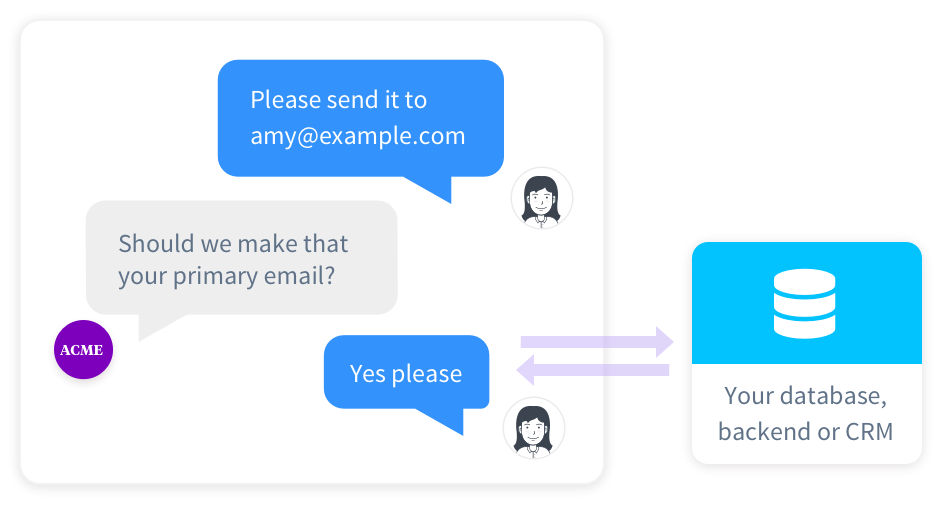 Please send it to
amy@example.com
Should we make that
your primary email?
ACME
Yes please
Your database,
backend or CRM